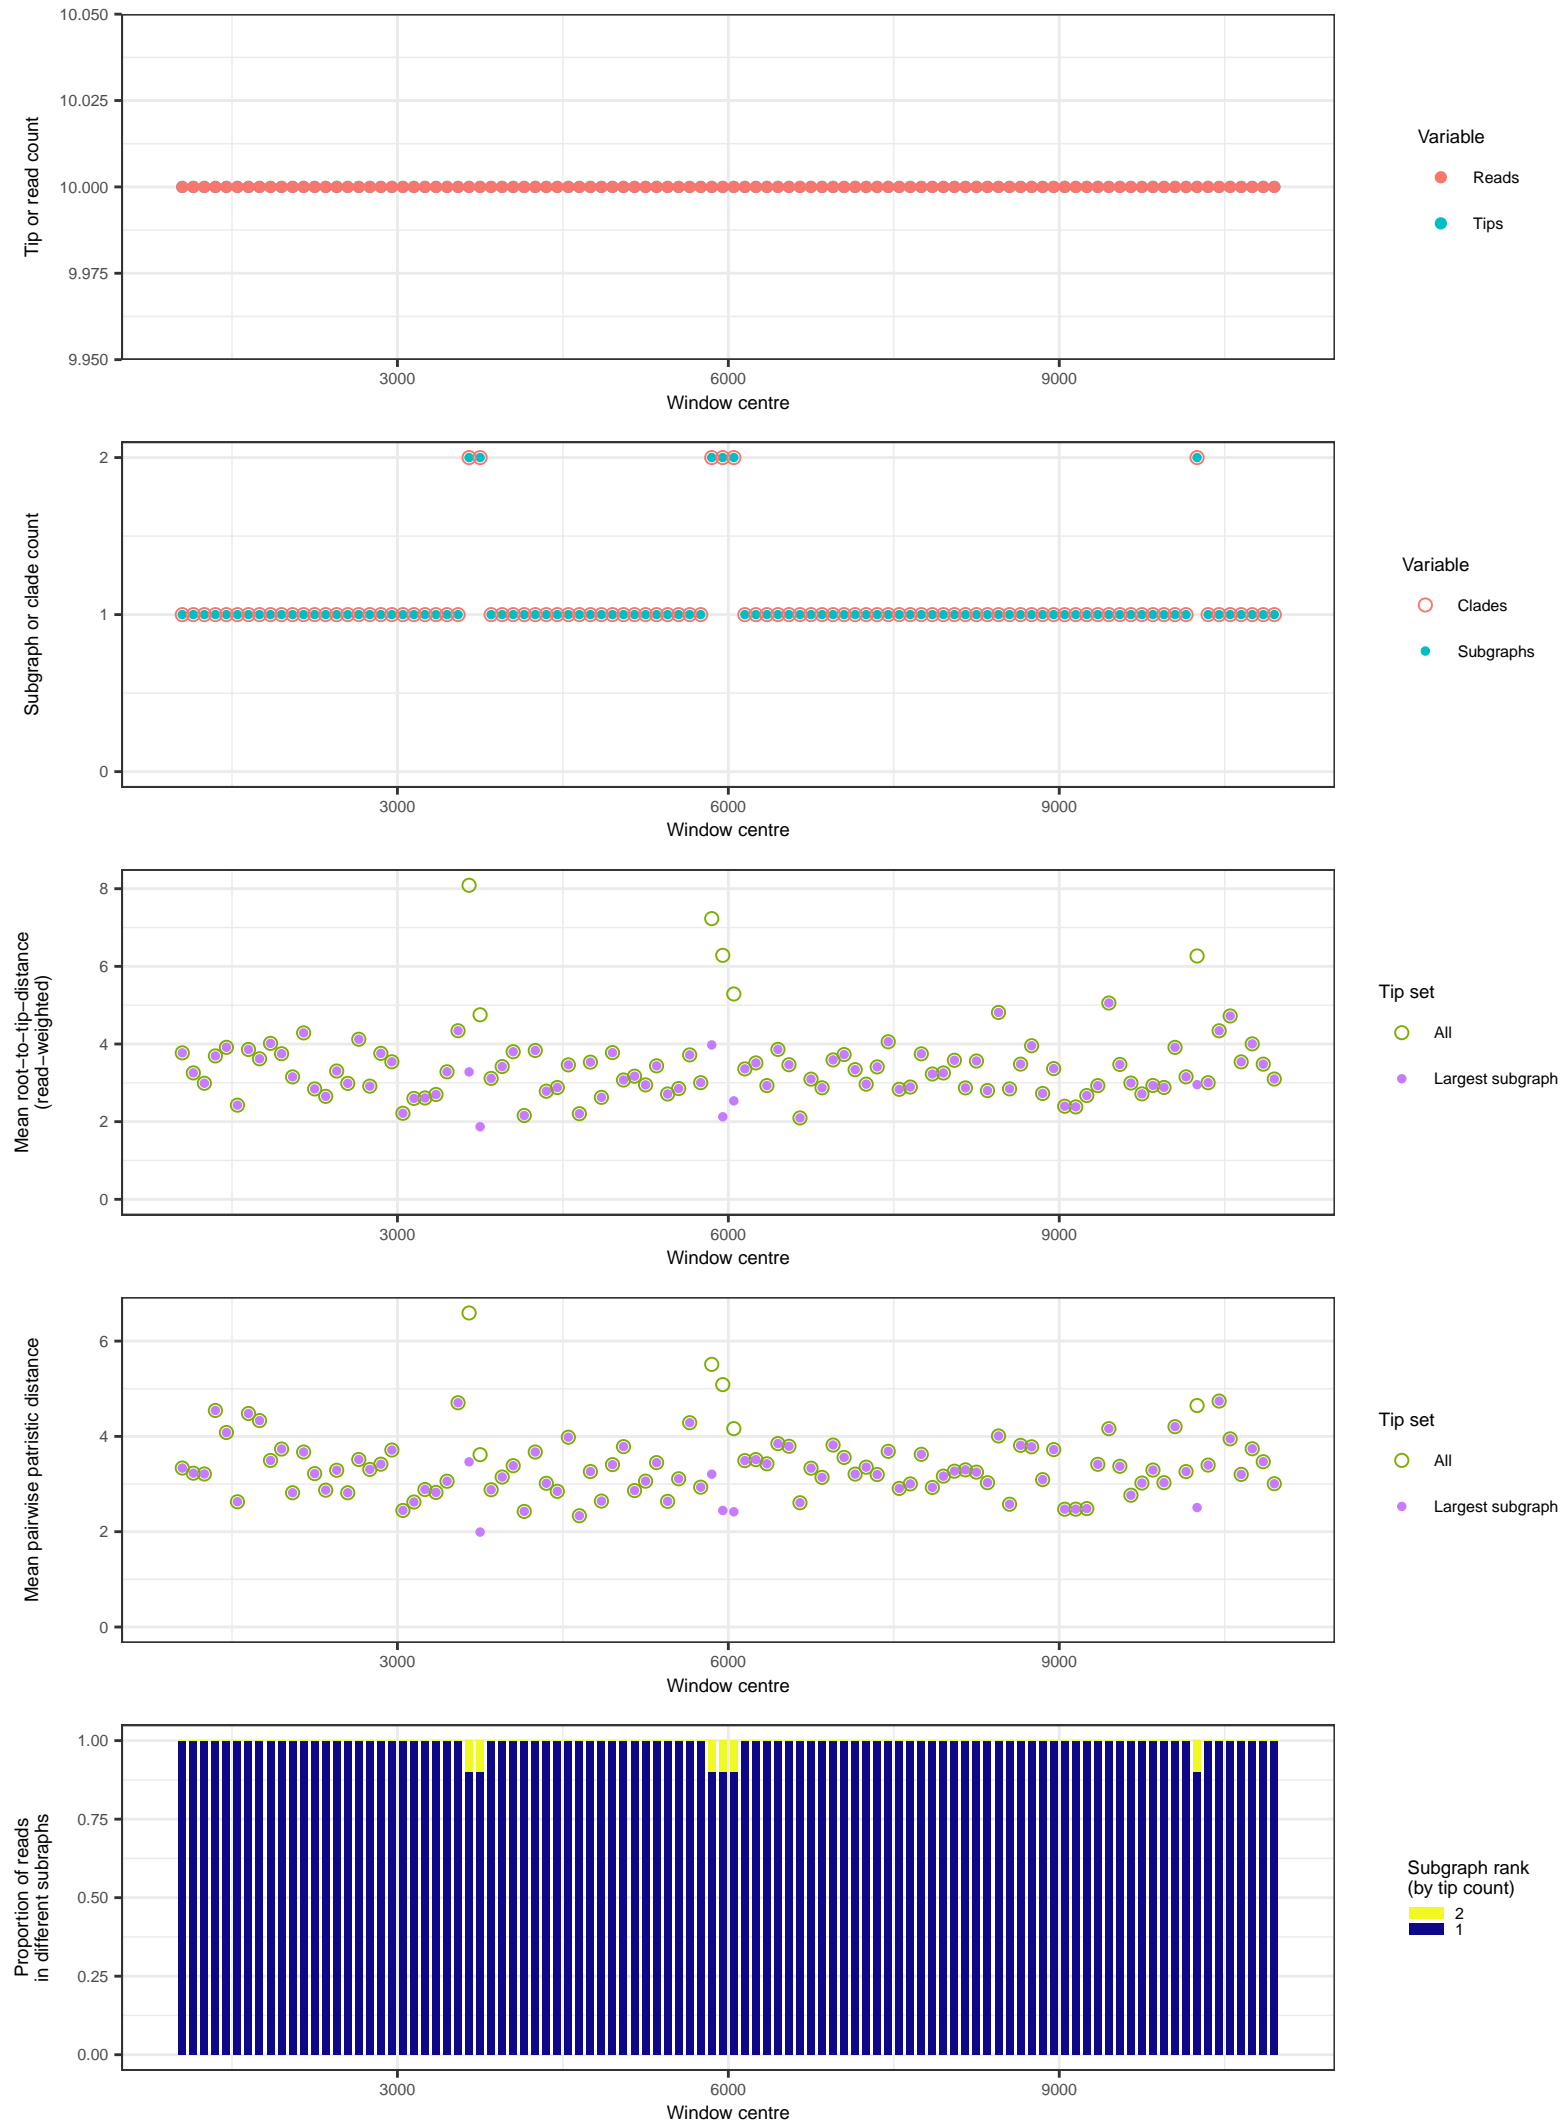 10.050
10.025
10.000
9.975
9.950
Tip or read count
3000 6000 9000
Window centre
Variable
Reads
Tips
2
1
0
Subgraph or clade count
3000 6000 9000
Window centre
Variable
Clades
Subgraphs
8
6
4
2
0
Mean root−to−tip−distance
(read−weighted)
3000 6000 9000
Window centre
Tip set
All
Largest subgraph
6
4
2
0
Mean pairwise patristic distance
3000 6000 9000
Window centre
Tip set
All
Largest subgraph
1.00
0.75
0.50
0.25
0.00
Proportion of reads
in different subraphs
3000 6000 9000
Window centre
Subgraph rank
(by tip count)
2
1